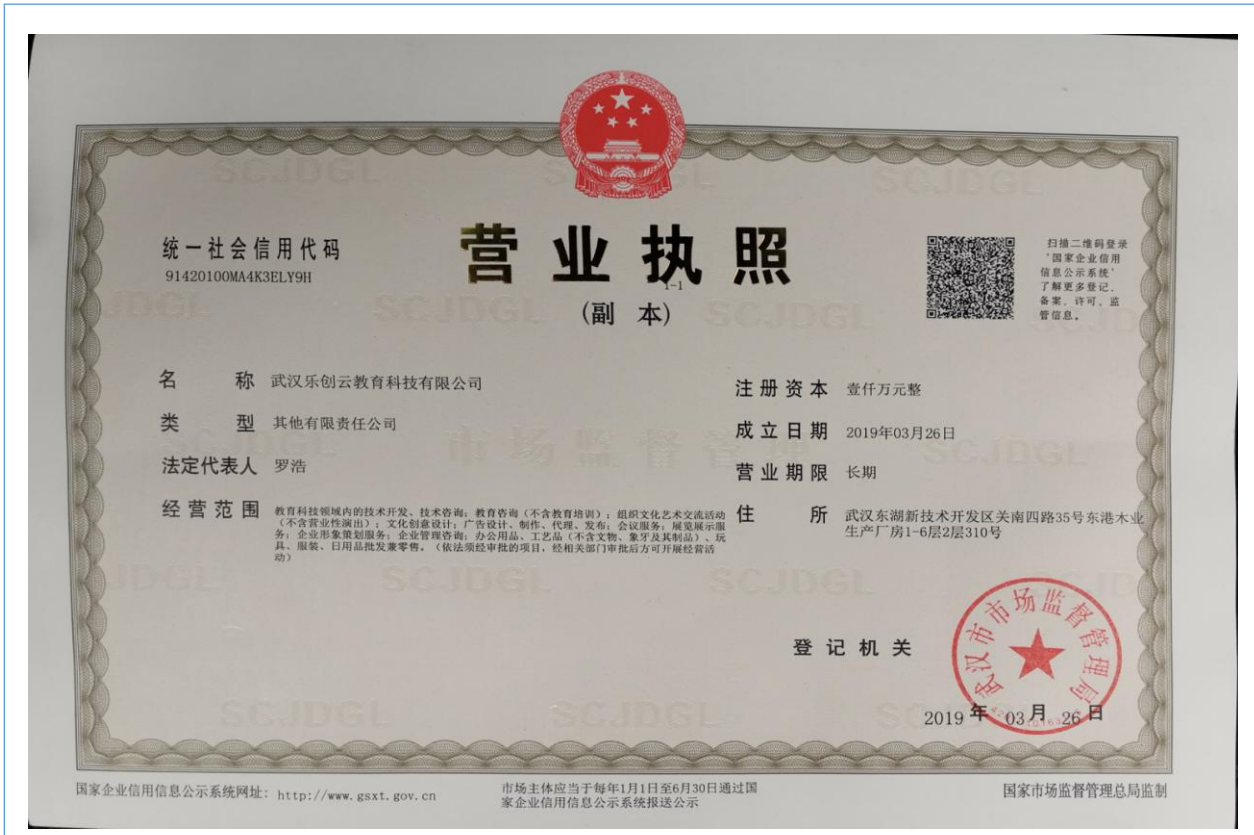 统一社会信用代码
91420100MA4K3ELY9H
营业执照
1-1
(副 本)
扫描二维码登录
‘国家企业信用
信息公示系统’
了解更多登记、
备案、许可、监
管信息。
名 称 武汉乐创云教育科技有限公司
类 型 其他有限责任公司
法定代表人 罗浩
经营范围 教育科技领域内的技术开发、技术咨询；教育咨询（不含教育培训）；组织文化艺术交流活动
（不含营业性演出）；文化创意设计；广告设计、制作、代理、发布；会议服务；展览展示服
务；企业形象策划服务；企业管理咨询；办公用品、工艺品（不含文物、象牙及其制品）、玩
具、服装、日用品批发兼零售。（依法须经审批的项目，经相关部门审批后方可开展经营活
动）
注册资本 壹仟万元整
成立日期 2019年03月26日
营业期限 长期
住 所 武汉东湖新技术开发区关南四路35号东港木业
生产厂房1-6层2层310号
登记机关
武汉市市场监督管理局
2019 年 03 月 26 日
国家企业信用信息公示系统网址：http://www.gsxt.gov.cn
市场主体应当于每年1月1日至6月30日通过国
家企业信用信息公示系统报送公示
国家市场监督管理总局监制
SCJDGL
市场监督管理